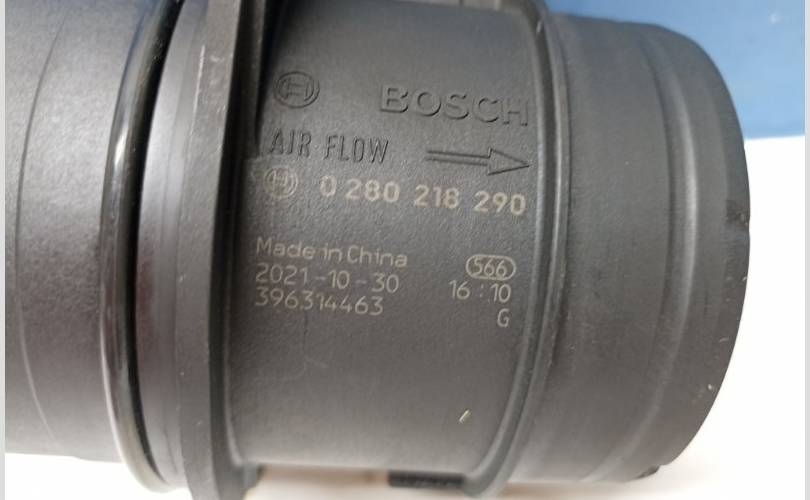 BOSCH
AIR FLOW
0 280 218 290
Made in China
2021-10-30
396314463
566
16:10
G